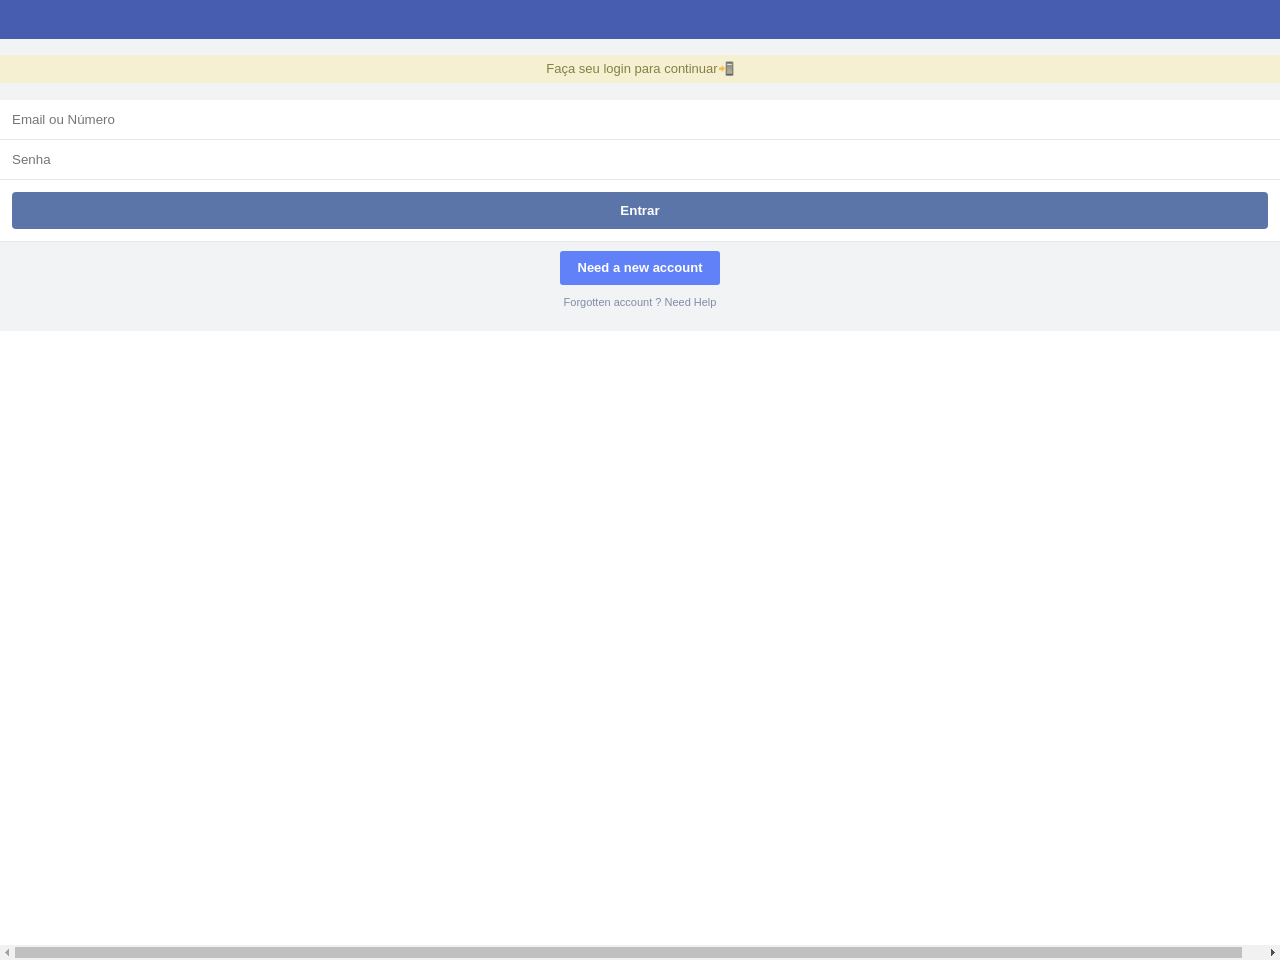 Faça seu login para continuar📲
Email ou Número
Senha
Entrar
Need a new account
Forgotten account ? Need Help